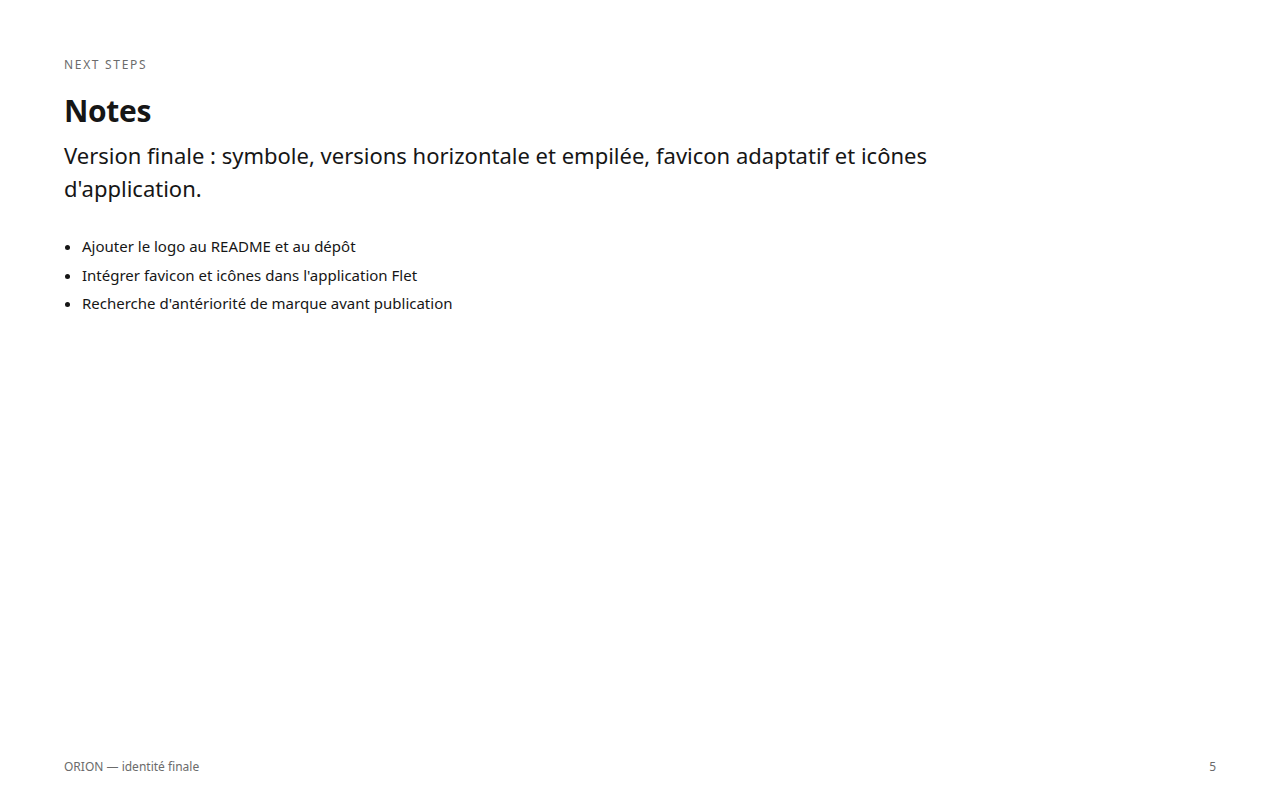 NEXT STEPS
Notes
Version finale : symbole, versions horizontale et empilée, favicon adaptatif et icônes
d'application.
• Ajouter le logo au README et au dépôt
• Intégrer favicon et icônes dans l'application Flet
• Recherche d'antériorité de marque avant publication
ORION — identité finale
5